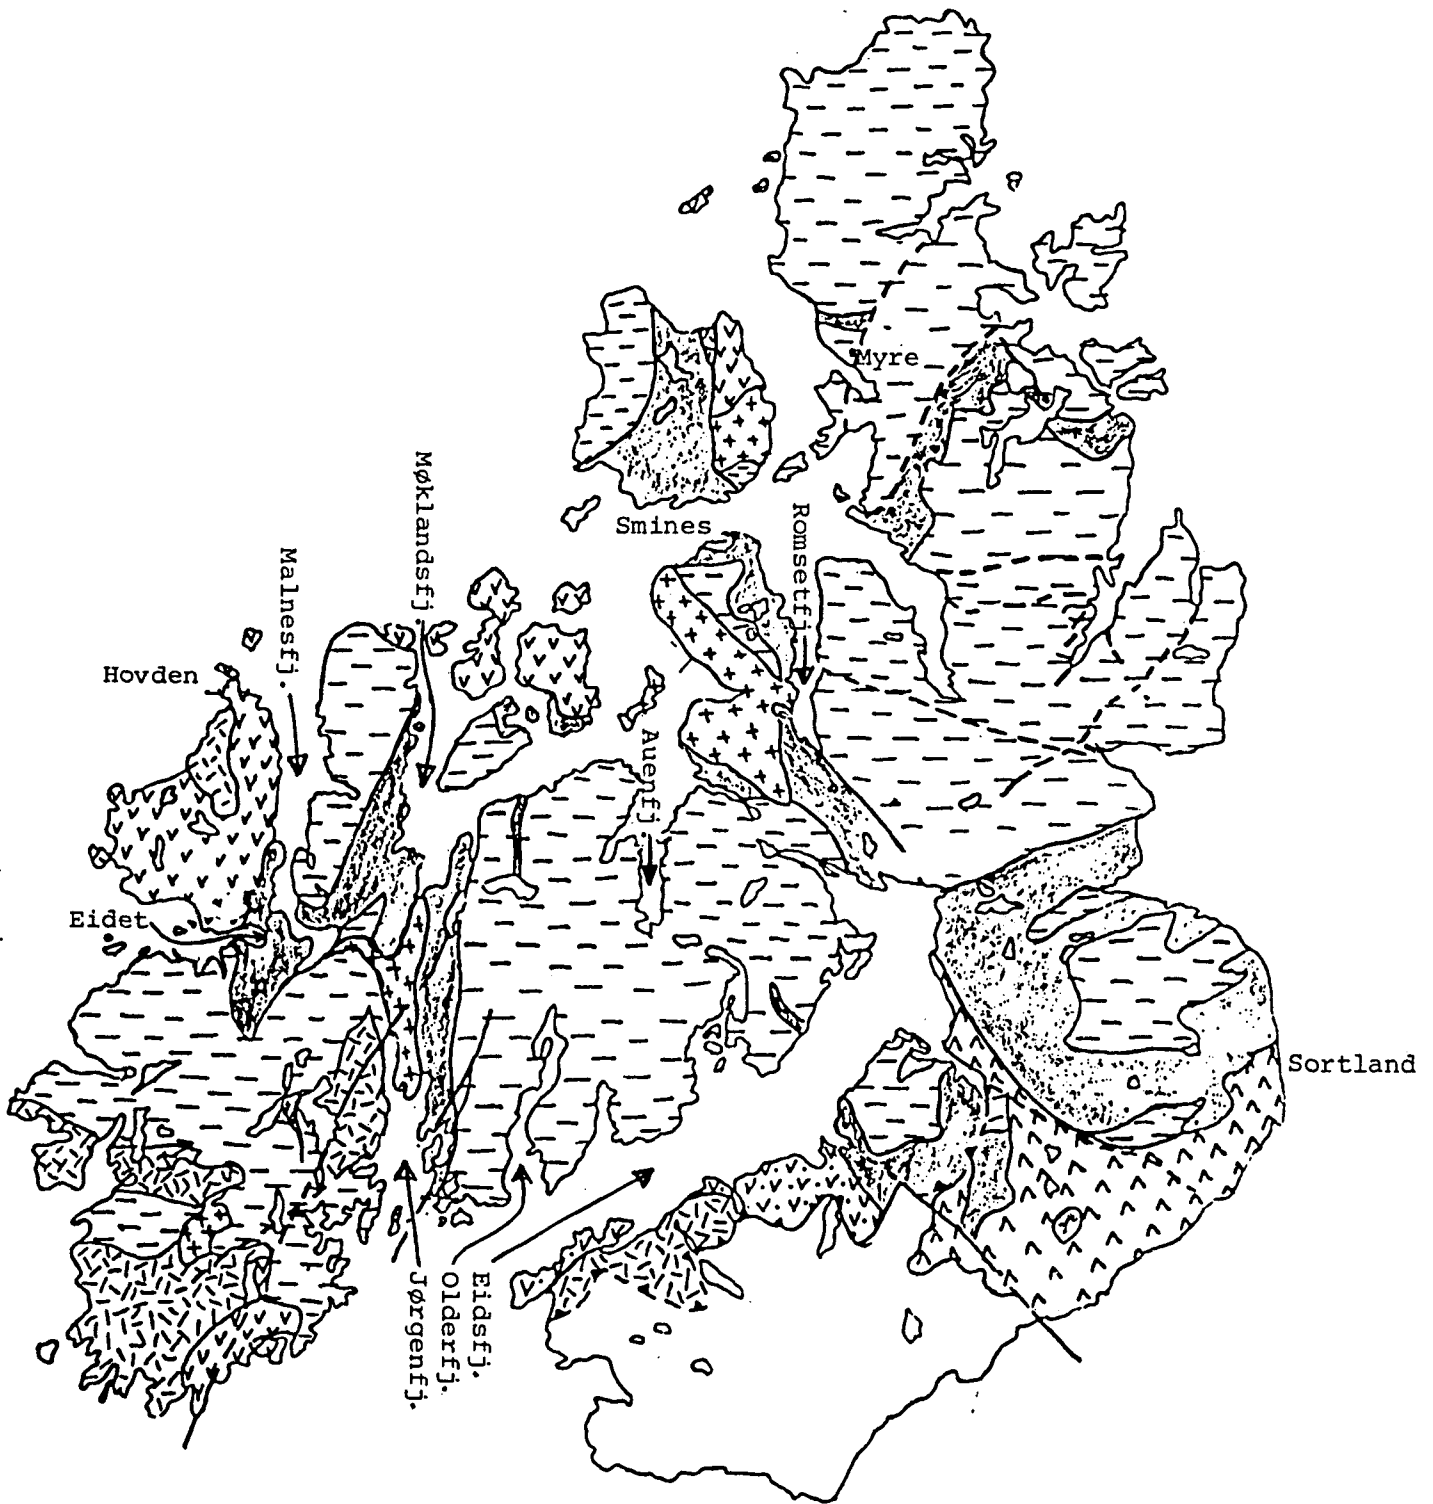 Myre
Smines
Møklandsfj.
Romsetfj.
Malnesfj.
Hovden
Auenfj.
Eidet
Sortland
Eidsfj.
Olderfj.
Jørgenfj.